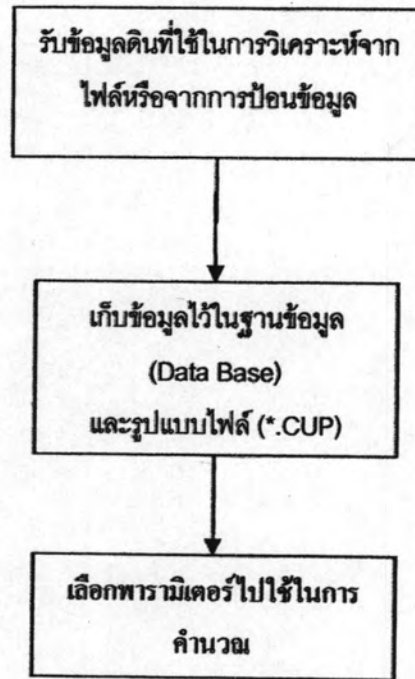 รับข้อมูลดินที่ใช้ในการวิเคราะห์จาก
ไฟล์หรือจากการป้อนข้อมูล
เก็บข้อมูลไว้ในฐานข้อมูล
(Data Base)
และรูปแบบไฟล์ (*.CUP)
เลือกพารามิเตอร์ไปใช้ในการ
คำนวณ